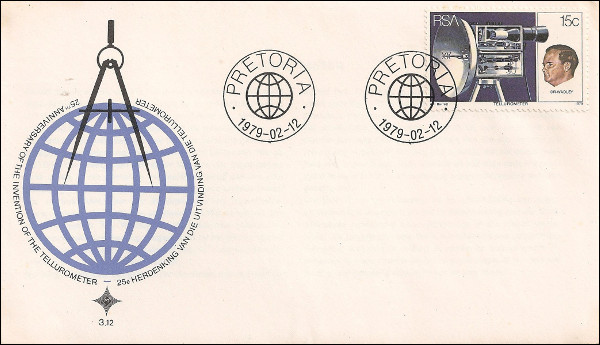 25TH ANNIVERSARY OF THE INVENTION OF THE TELLUROMETER — 25e HERDENKING VAN DIE UITVINDING VAN DIE TELLUROMETER
3.12
· PRETORIA ·
1979-02-12
· PRETORIA ·
1979-02-12
RSA
15c
DR WADLEY
TELLUROMETER